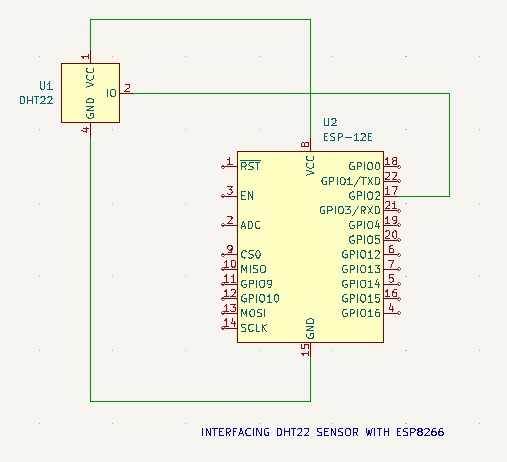 1
VCC
U1
DHT22
IO 2
GND
4
U2
ESP-12E
8
VCC
1 RST GPIO0 18
GPIO1/TXD 22
3 EN GPIO2 17
GPIO3/RXD 21
2 ADC GPIO4 19
GPIO5 20
9 CS0 GPIO12 6
10 MISO GPIO13 7
11 GPIO9 GPIO14 5
12 GPIO10 GPIO15 16
13 MOSI GPIO16 4
14 SCLK
GND
15
INTERFACING DHT22 SENSOR WITH ESP8266